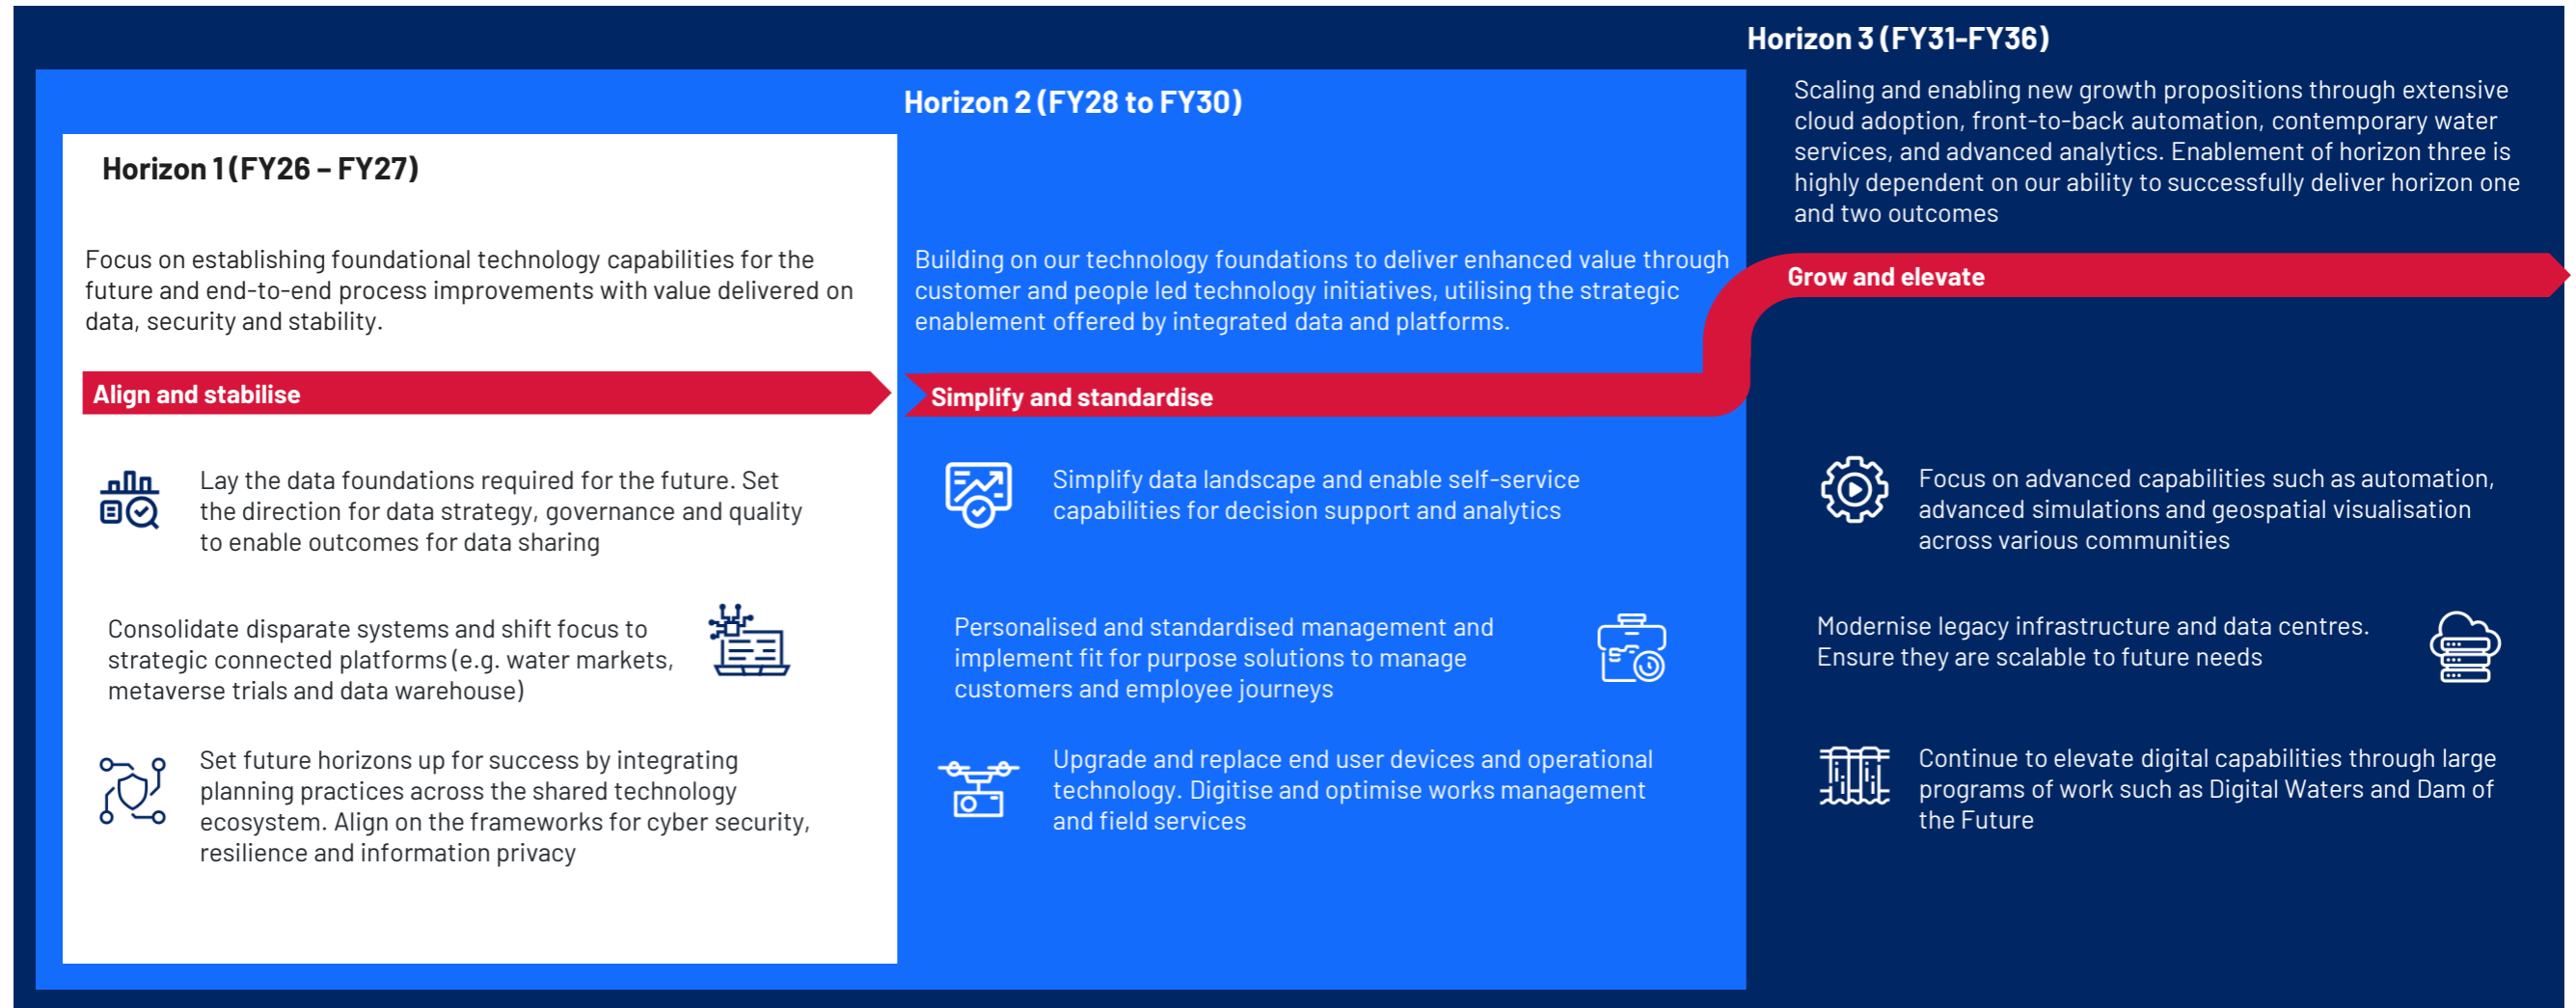 Horizon 1 (FY26 – FY27)
Focus on establishing foundational technology capabilities for the
future and end-to-end process improvements with value delivered on
data, security and stability.
Align and stabilise
Lay the data foundations required for the future. Set
the direction for data strategy, governance and quality
to enable outcomes for data sharing
Consolidate disparate systems and shift focus to
strategic connected platforms (e.g. water markets,
metaverse trials and data warehouse)
Set future horizons up for success by integrating
planning practices across the shared technology
ecosystem. Align on the frameworks for cyber security,
resilience and information privacy
Horizon 2 (FY28 to FY30)
Building on our technology foundations to deliver enhanced value through
customer and people led technology initiatives, utilising the strategic
enablement offered by integrated data and platforms.
Simplify and standardise
Simplify data landscape and enable self-service
capabilities for decision support and analytics
Personalised and standardised management and
implement fit for purpose solutions to manage
customers and employee journeys
Upgrade and replace end user devices and operational
technology. Digitise and optimise works management
and field services
Horizon 3 (FY31-FY36)
Scaling and enabling new growth propositions through extensive
cloud adoption, front-to-back automation, contemporary water
services, and advanced analytics. Enablement of horizon three is
highly dependent on our ability to successfully deliver horizon one
and two outcomes
Grow and elevate
Focus on advanced capabilities such as automation,
advanced simulations and geospatial visualisation
across various communities
Modernise legacy infrastructure and data centres.
Ensure they are scalable to future needs
Continue to elevate digital capabilities through large
programs of work such as Digital Waters and Dam of
the Future